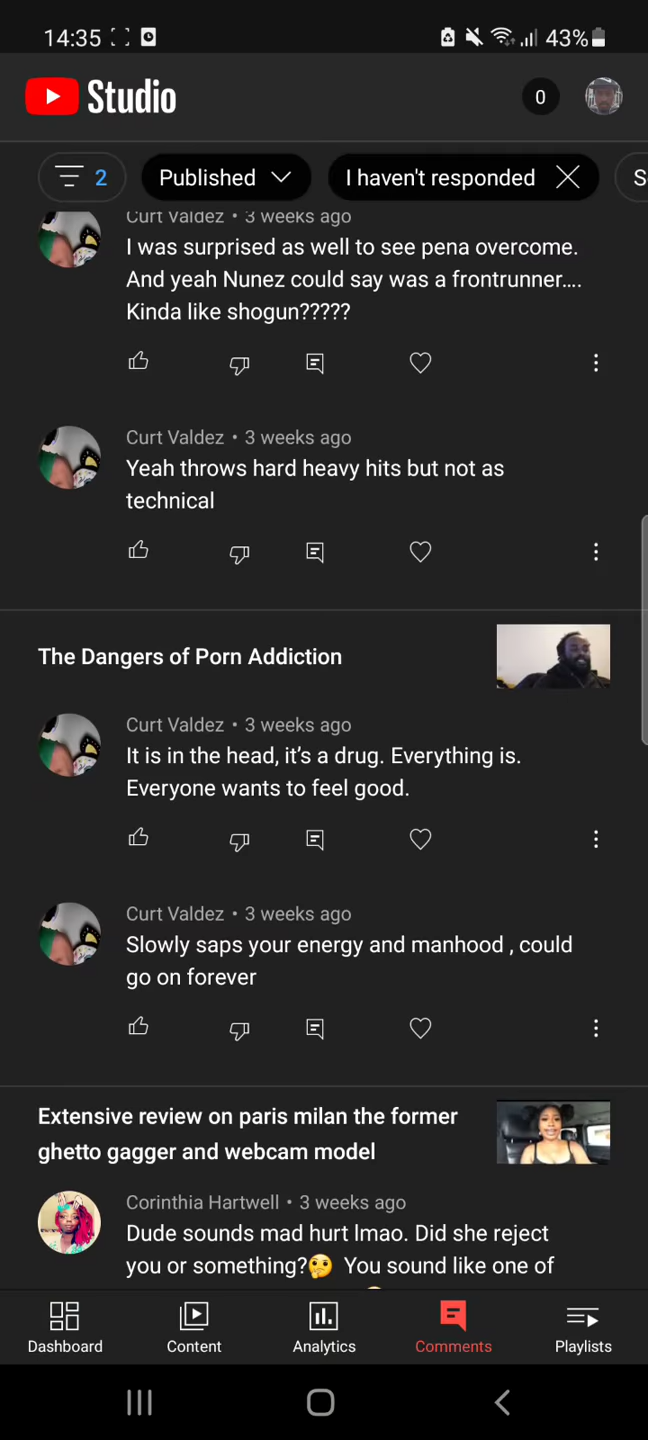 14:35
43%
Studio
0
2
Published
I haven't responded
S
Curt Valdez • 3 weeks ago
I was surprised as well to see pena overcome.
And yeah Nunez could say was a frontrunner....
Kinda like shogun?????
Curt Valdez • 3 weeks ago
Yeah throws hard heavy hits but not as
technical
The Dangers of Porn Addiction
Curt Valdez • 3 weeks ago
It is in the head, it’s a drug. Everything is.
Everyone wants to feel good.
Curt Valdez • 3 weeks ago
Slowly saps your energy and manhood , could
go on forever
Extensive review on paris milan the former
ghetto gagger and webcam model
Corinthia Hartwell • 3 weeks ago
Dude sounds mad hurt lmao. Did she reject
you or something?🤔 You sound like one of
Dashboard
Content
Analytics
Comments
Playlists